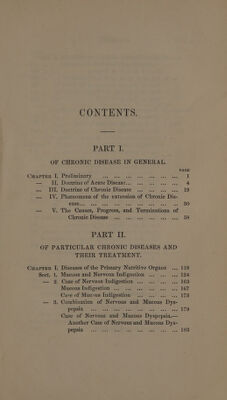 CONTENTS.
PART I.
OF CHRONIC DISEASE IN GENERAL.
PAGE
CHAPTER I. Preliminary ... ... ... ... ... ... ... 1
— II. Doctrine of Acute Disease... ... ... ... ... 4
— III. Doctrine of Chronic Disease ... ... ... ... 19
— IV. Phenomena of the extension of Chronic Dis-
ease... ... ... ... ... ... ... ... ... 30
— V. The Causes, Progress, and Terminations of
Chronic Disease ... ... ... ... ... ... 58
PART II.
OF PARTICULAR CHRONIC DISEASES AND
THEIR TREATMENT.
CHAPTER I. Diseases of the Primary Nutritive Organs ... 119
Sect. 1. Mucous and Nervous Indigestion ... ... ... 124
— 2. Case of Nervous Indigestion ... ... ... ... 163
Mucous Indigestion ... ... ... ... ... ... 167
Case of Mucous Indigestion ... ... ... ... 173
— 3. Combination of Nervous and Mucous Dys-
pepsia ... ... ... ... ... ... ... ... 179
Case of Nervous and Mucous Dyspepsia.—
Another Case of Nervous and Mucous Dys-
pepsia ... ... ... ... ... ... ... ... 183